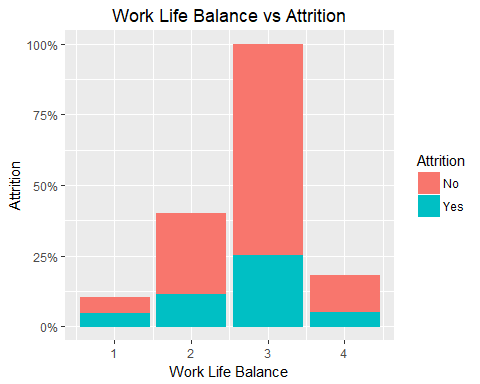 Work Life Balance vs Attrition
100%
75%
50%
25%
0%
Attrition
1 2 3 4
Work Life Balance
Attrition
No
Yes